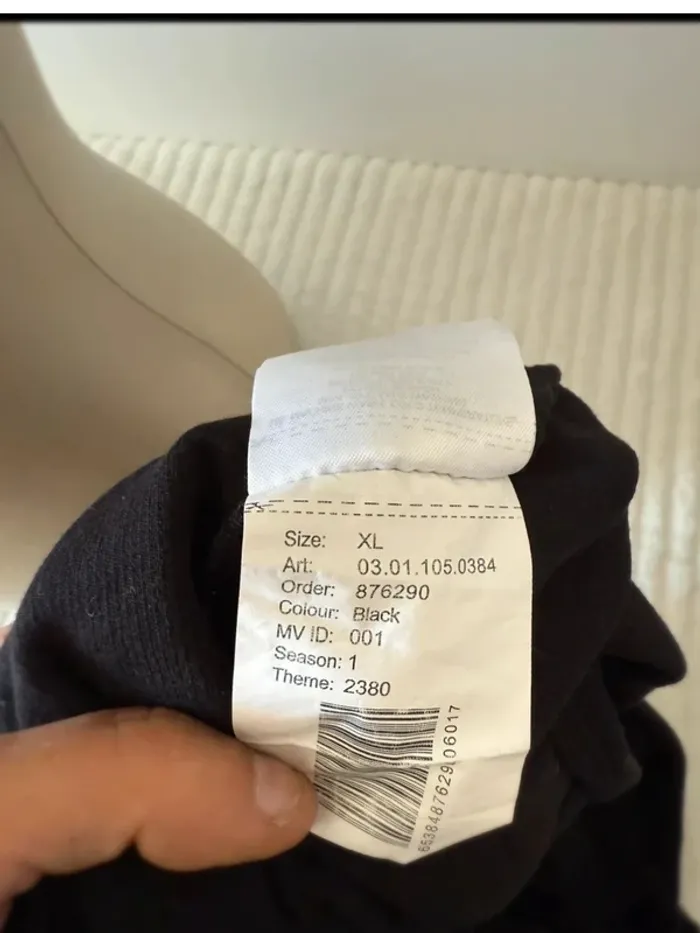 Size: XL
Art: 03.01.105.0384
Order: 876290
Colour: Black
MV ID: 001
Season: 1
Theme: 2380